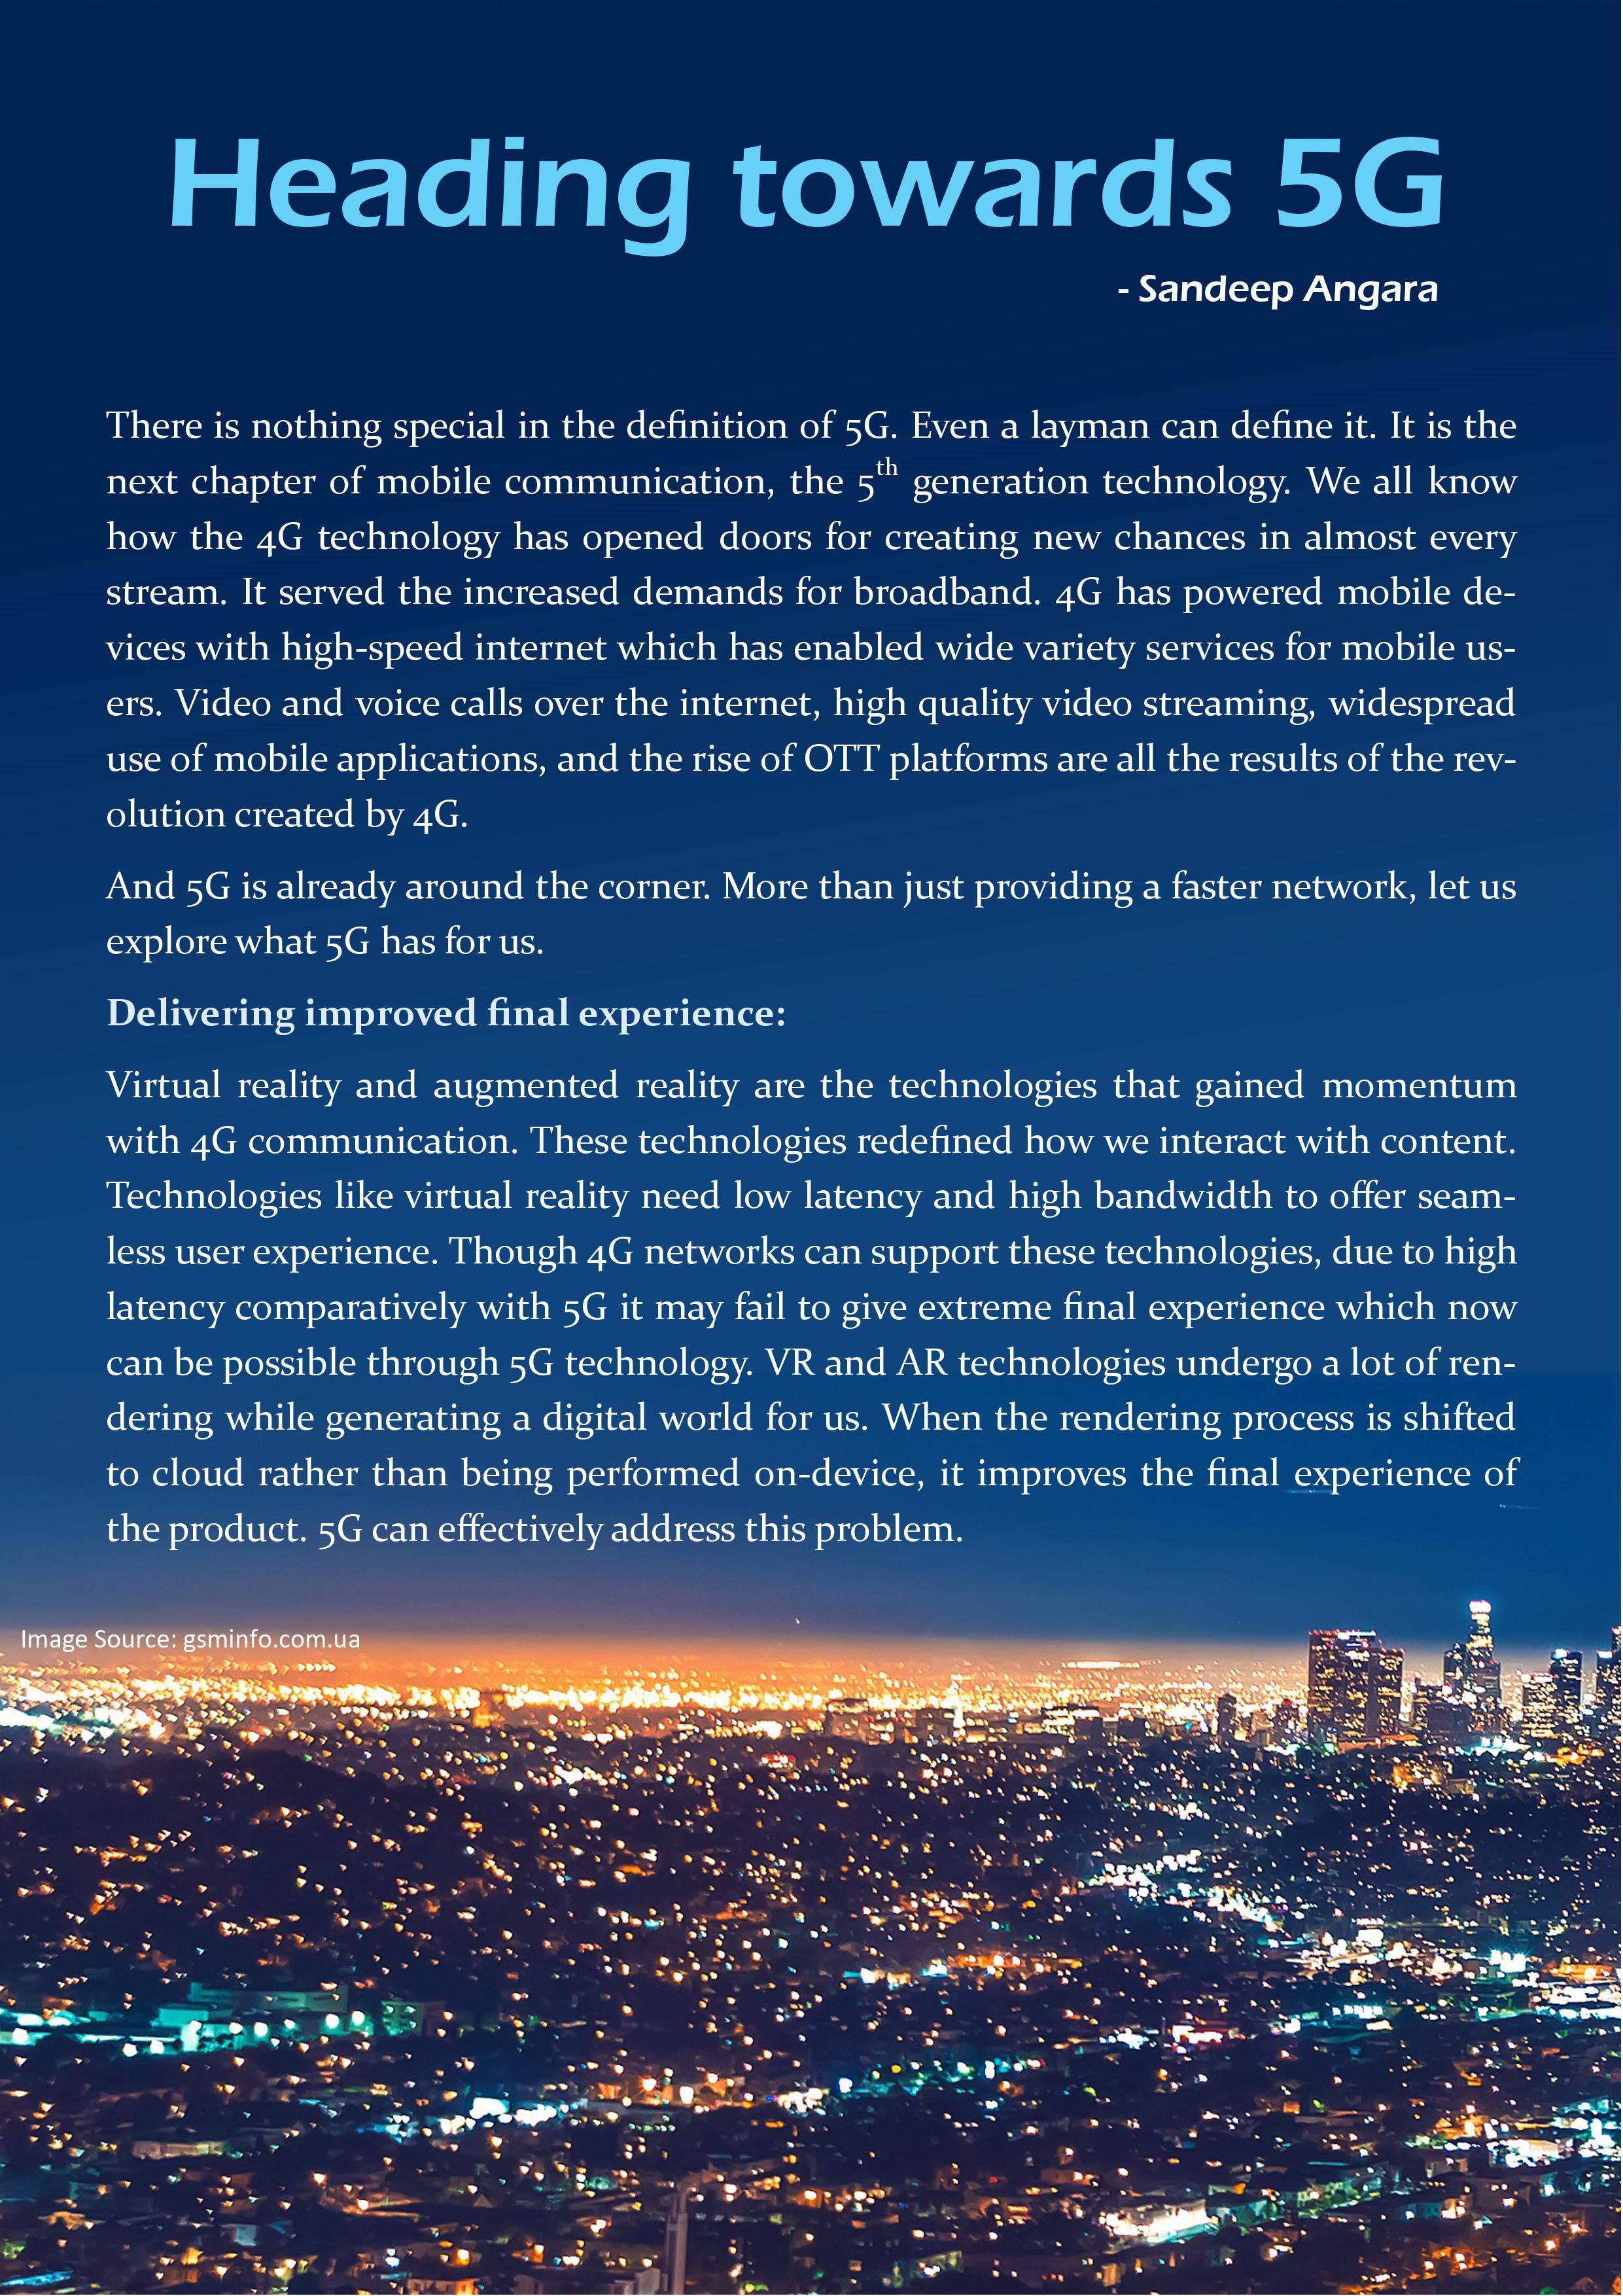 Heading towards 5G
- Sandeep Angara
There is nothing special in the definition of 5G. Even a layman can define it. It is the
next chapter of mobile communication, the 5th generation technology. We all know
how the 4G technology has opened doors for creating new chances in almost every
stream. It served the increased demands for broadband. 4G has powered mobile de-
vices with high-speed internet which has enabled wide variety services for mobile us-
ers. Video and voice calls over the internet, high quality video streaming, widespread
use of mobile applications, and the rise of OTT platforms are all the results of the rev-
olution created by 4G.
And 5G is already around the corner. More than just providing a faster network, let us
explore what 5G has for us.
Delivering improved final experience:
Virtual reality and augmented reality are the technologies that gained momentum
with 4G communication. These technologies redefined how we interact with content.
Technologies like virtual reality need low latency and high bandwidth to offer seam-
less user experience. Though 4G networks can support these technologies, due to high
latency comparatively with 5G it may fail to give extreme final experience which now
can be possible through 5G technology. VR and AR technologies undergo a lot of ren-
dering while generating a digital world for us. When the rendering process is shifted
to cloud rather than being performed on-device, it improves the final experience of
the product. 5G can effectively address this problem.
Image Source: gsminfo.com.ua